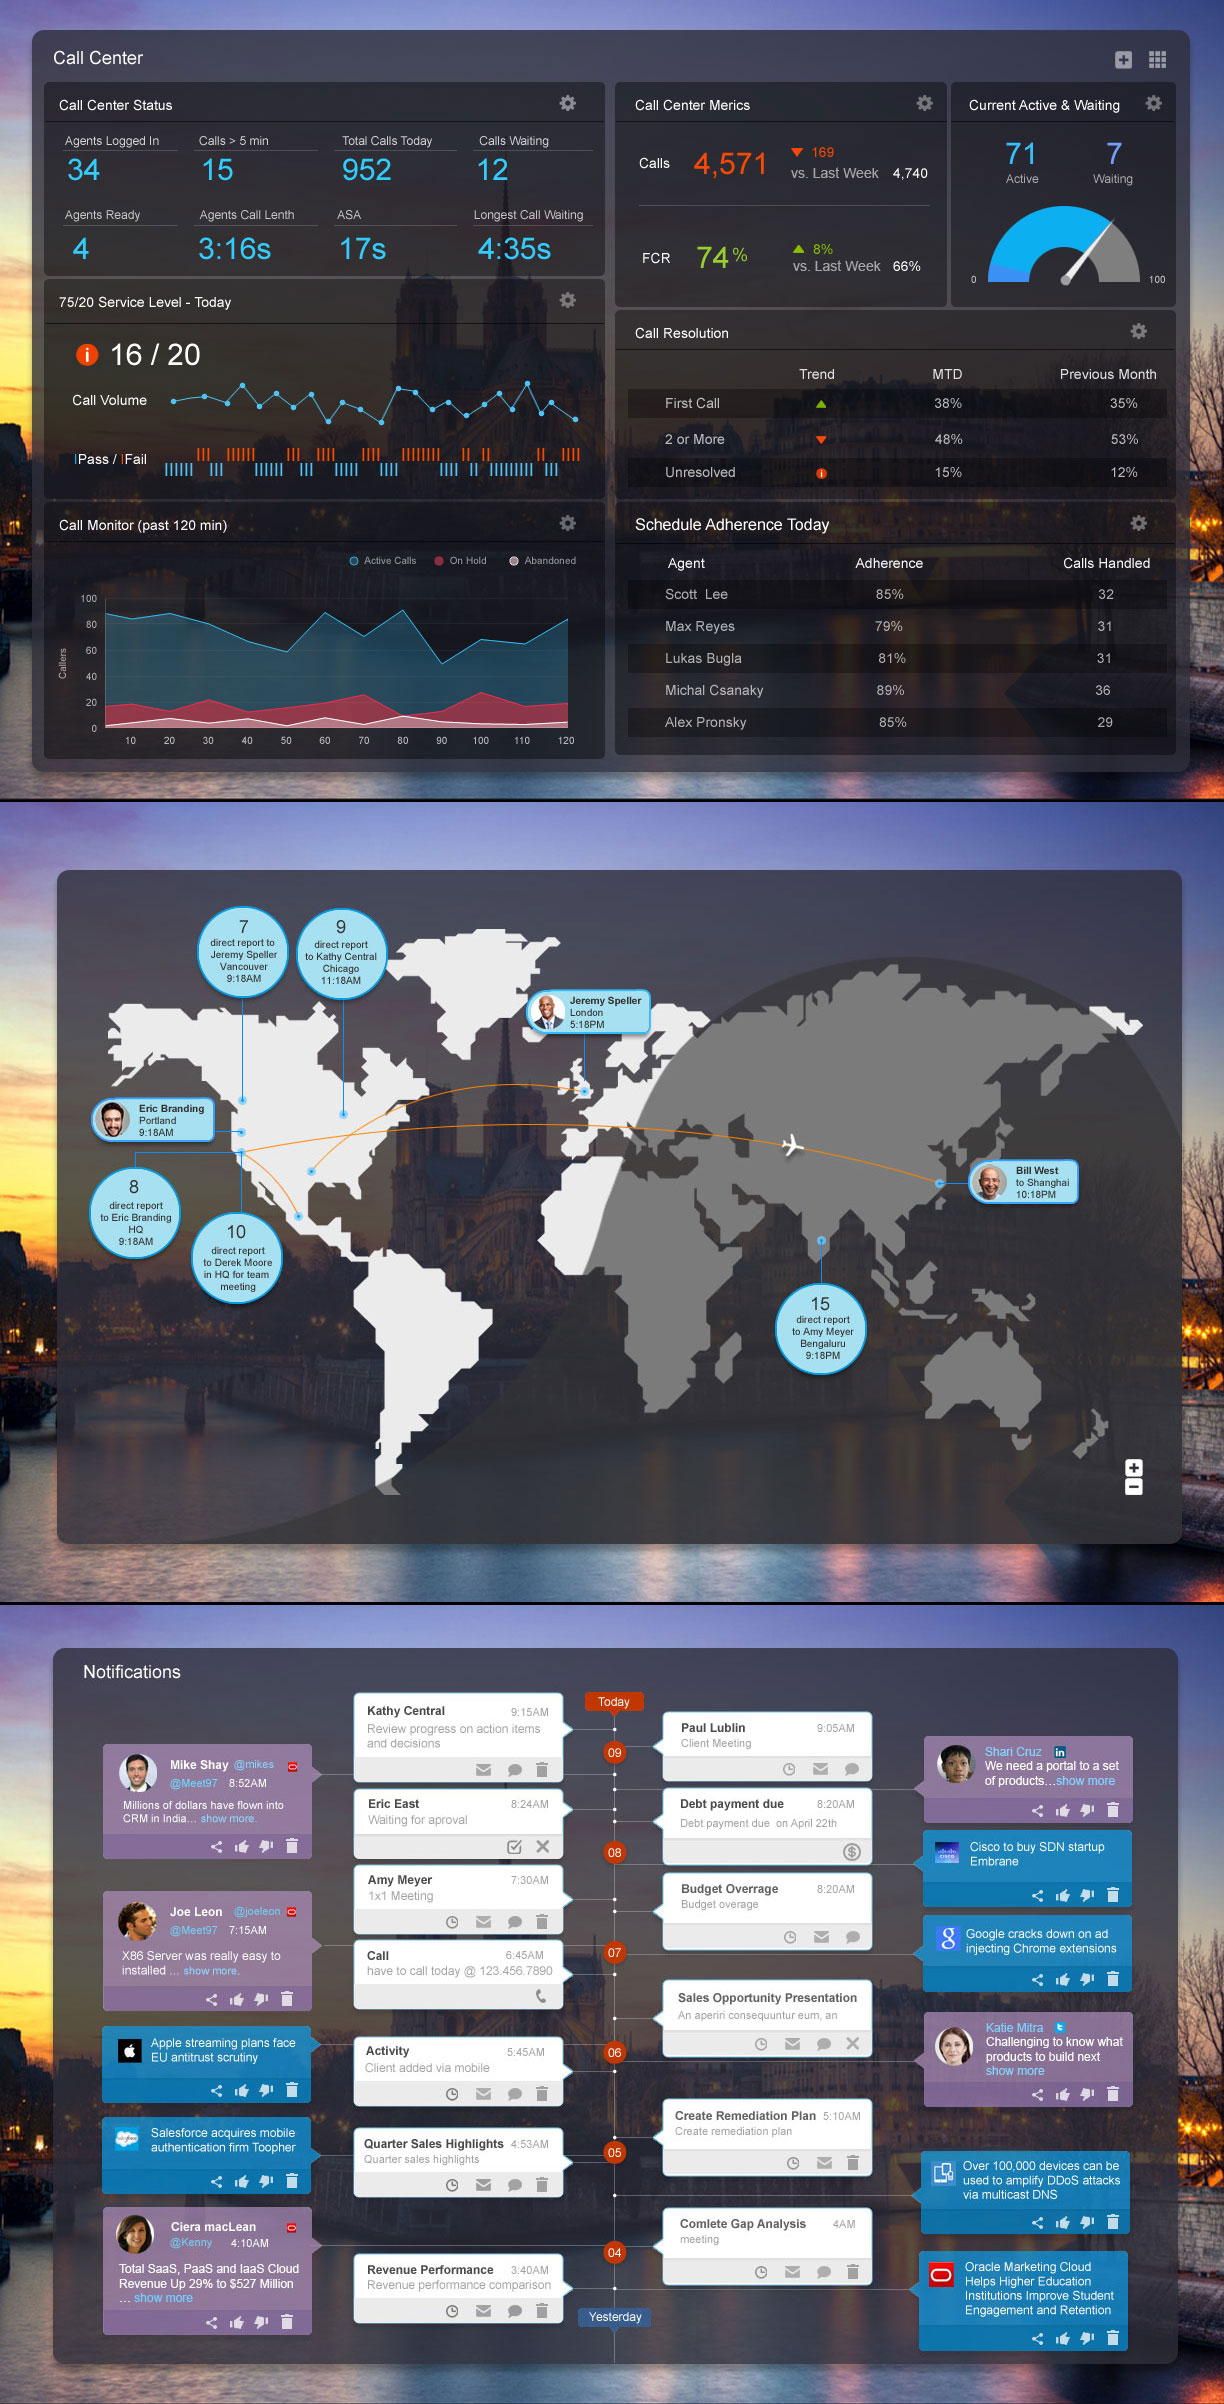 Call Center
Call Center Status
Agents Logged In
34
Calls > 5 min
15
Total Calls Today
952
Calls Waiting
12
Agents Ready
4
Agents Call Lenth
3:16s
ASA
17s
Longest Call Waiting
4:35s
Call Center Merics
Calls
4,571
169
vs. Last Week 4,740
FCR
74%
8%
vs. Last Week 66%
Current Active & Waiting
71
Active
7
Waiting
0
100
75/20 Service Level - Today
16 / 20
Call Volume
Pass / Fail
Call Resolution
Trend MTD Previous Month
First Call 38% 35%
2 or More 48% 53%
Unresolved 15% 12%
Call Monitor (past 120 min)
Active Calls On Hold Abandoned
Callers
100
80
60
40
20
0
10 20 30 40 50 60 70 80 90 100 110 120
Schedule Adherence Today
Agent Adherence Calls Handled
Scott Lee 85% 32
Max Reyes 79% 31
Lukas Bugla 81% 31
Michal Csanaky 89% 36
Alex Pronsky 85% 29
7
direct report to
Jeremy Speller
Vancouver
9:18AM
9
direct report
to Kathy Central
Chicago
11:18AM
Jeremy Speller
London
5:18PM
Eric Branding
Portland
9:18AM
8
direct report
to Eric Branding
HQ
9:18AM
10
direct report
to Derek Moore
in HQ for team
meeting
Bill West
to Shanghai
10:18PM
15
direct report
to Amy Meyer
Bengaluru
9:18PM
Notifications
Today
Kathy Central 9:15AM
Review progress on action items
and decisions
Paul Lublin 9:05AM
Client Meeting
09
Mike Shay @mikes
@Meet97 8:52AM
Millions of dollars have flown into
CRM in India... show more.
Shari Cruz in
We need a portal to a set
of products...show more
Eric East 8:24AM
Waiting for aproval
Debt payment due 8:20AM
Debt payment due on April 22th
08
Cisco to buy SDN startup
Embrane
CISCO
Amy Meyer 7:30AM
1x1 Meeting
Budget Overrage 8:20AM
Budget overage
Joe Leon @joeleon
@Meet97 7:15AM
X86 Server was really easy to
installed ... show more.
Google cracks down on ad
injecting Chrome extensions
07
Call 6:45AM
have to call today @ 123.456.7890
Sales Opportunity Presentation
An aperiri consequuntur eum, an
Apple streaming plans face
EU antitrust scrutiny
06
Activity 5:45AM
Client added via mobile
Katie Mitra
Challenging to know what
products to build next
show more
Create Remediation Plan 5:10AM
Create remediation plan
Salesforce acquires mobile
authentication firm Toopher
05
Quarter Sales Highlights 4:53AM
Quarter sales highlights
Over 100,000 devices can be
used to amplify DDoS attacks
via multicast DNS
Ciera macLean
@Kenny 4:10AM
Total SaaS, PaaS and IaaS Cloud
Revenue Up 29% to $527 Million
... show more
Comlete Gap Analysis 4AM
meeting
04
Revenue Performance 3:40AM
Revenue performance comparison
Oracle Marketing Cloud
Helps Higher Education
Institutions Improve Student
Engagement and Retention
Yesterday